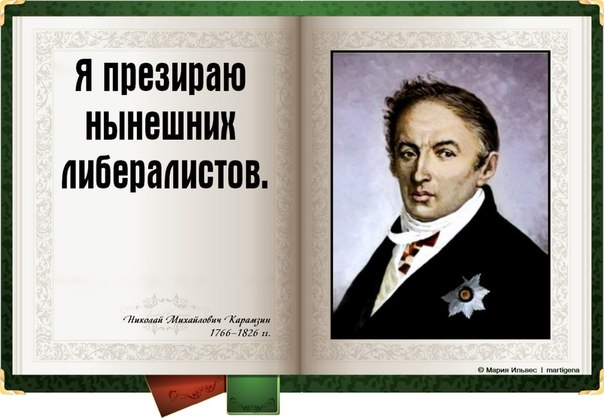 Я презираю
нынешних
либералистов.
Николай Михайлович Карамзин
1766–1826 гг.
© Мария Ильвес | martigena